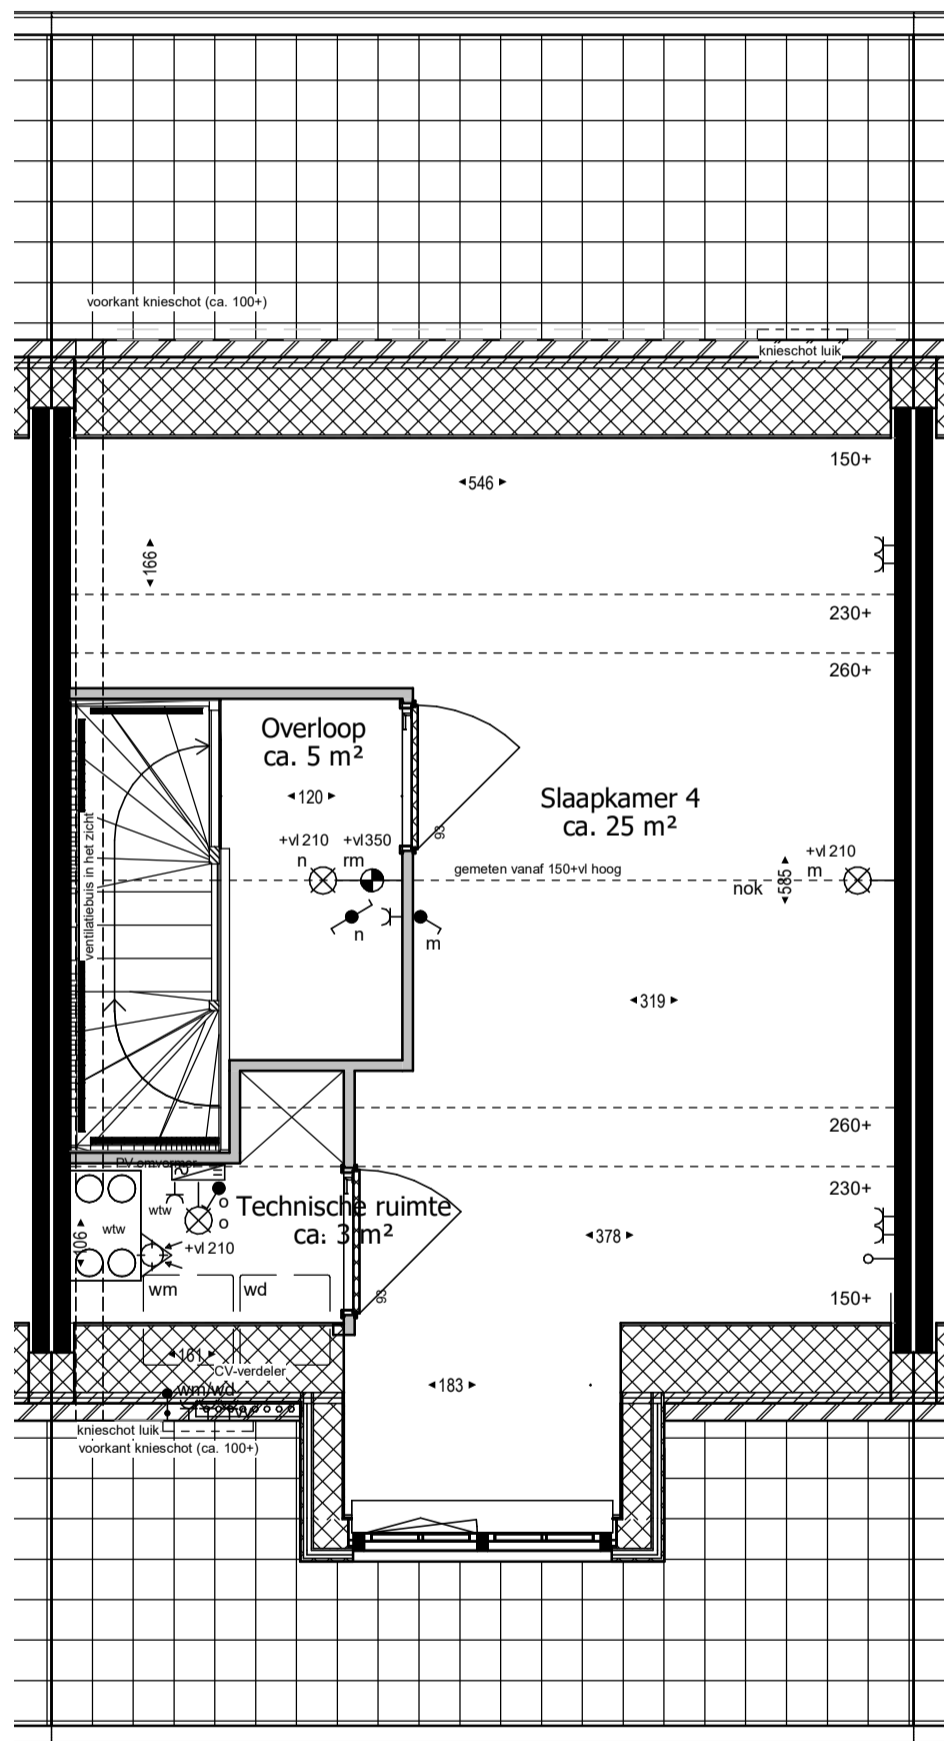 voorkant knieschot (ca. 100+)
knieschot luik
150+
546
166
230+
260+
Overloop
ca. 5 m²
120
Slaapkamer 4
ca. 25 m²
93
+vl 210
n
+vl350
rm
+vl 210
m
gemeten vanaf 150+vl hoog
nok
585
ventilatiebuis in het zicht
n
m
319
260+
PV omvormer
230+
wtw
wtw
Technische ruimte
ca. 3 m²
106
+vl 210
378
wm
wd
93
150+
161
CV-verdeler
wm/wd
183
knieschot luik
voorkant knieschot (ca. 100+)